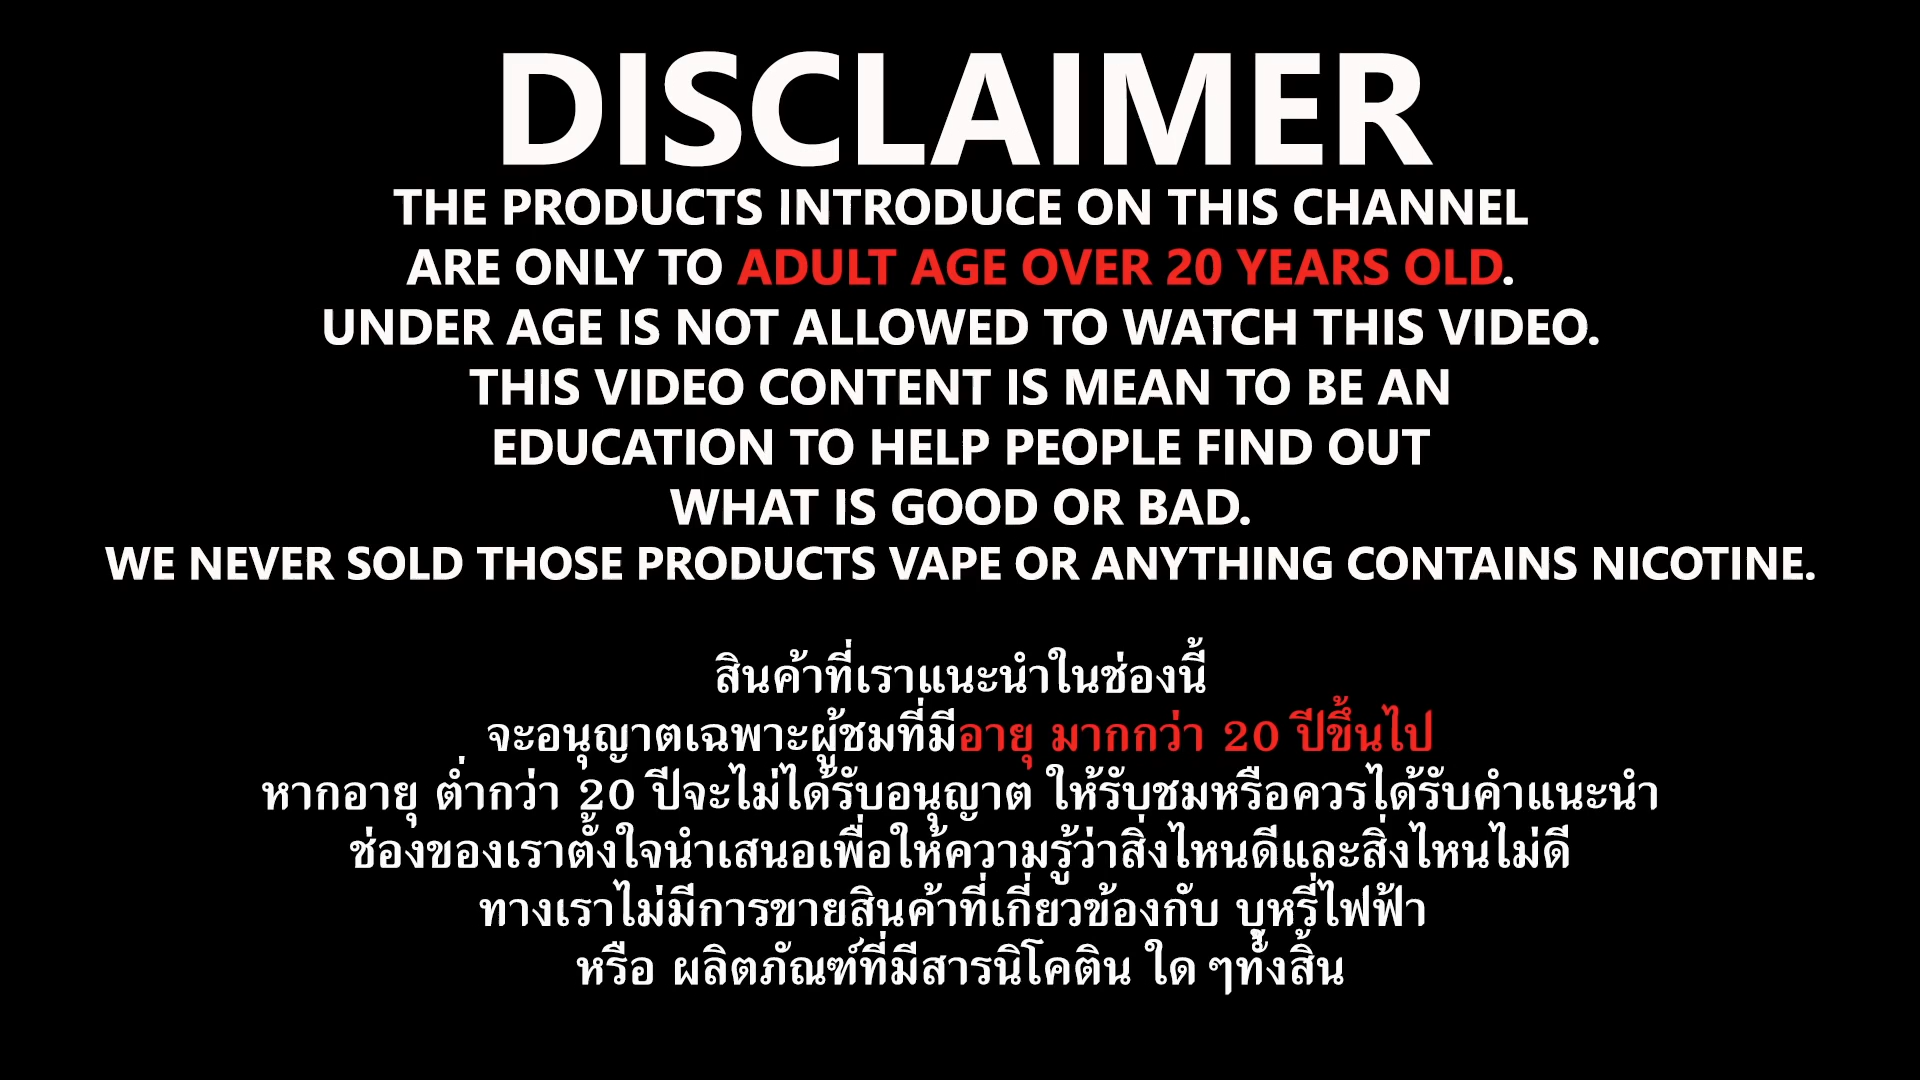 DISCLAIMER
THE PRODUCTS INTRODUCE ON THIS CHANNEL
ARE ONLY TO ADULT AGE OVER 20 YEARS OLD.
UNDER AGE IS NOT ALLOWED TO WATCH THIS VIDEO.
THIS VIDEO CONTENT IS MEAN TO BE AN
EDUCATION TO HELP PEOPLE FIND OUT
WHAT IS GOOD OR BAD.
WE NEVER SOLD THOSE PRODUCTS VAPE OR ANYTHING CONTAINS NICOTINE.
สินค้าที่เราแนะนำในช่องนี้
จะอนุญาตเฉพาะผู้ชมที่มีอายุ มากกว่า 20 ปีขึ้นไป
หากอายุ ต่ำกว่า 20 ปีจะไม่ได้รับอนุญาต ให้รับชมหรือควรได้รับคำแนะนำ
ช่องของเราตั้งใจนำเสนอเพื่อให้ความรู้ว่าสิ่งไหนดีและสิ่งไหนไม่ดี
ทางเราไม่มีการขายสินค้าที่เกี่ยวข้องกับ บุหรี่ไฟฟ้า
หรือ ผลิตภัณฑ์ที่มีสารนิโคติน ใด ๆทั้งสิ้น